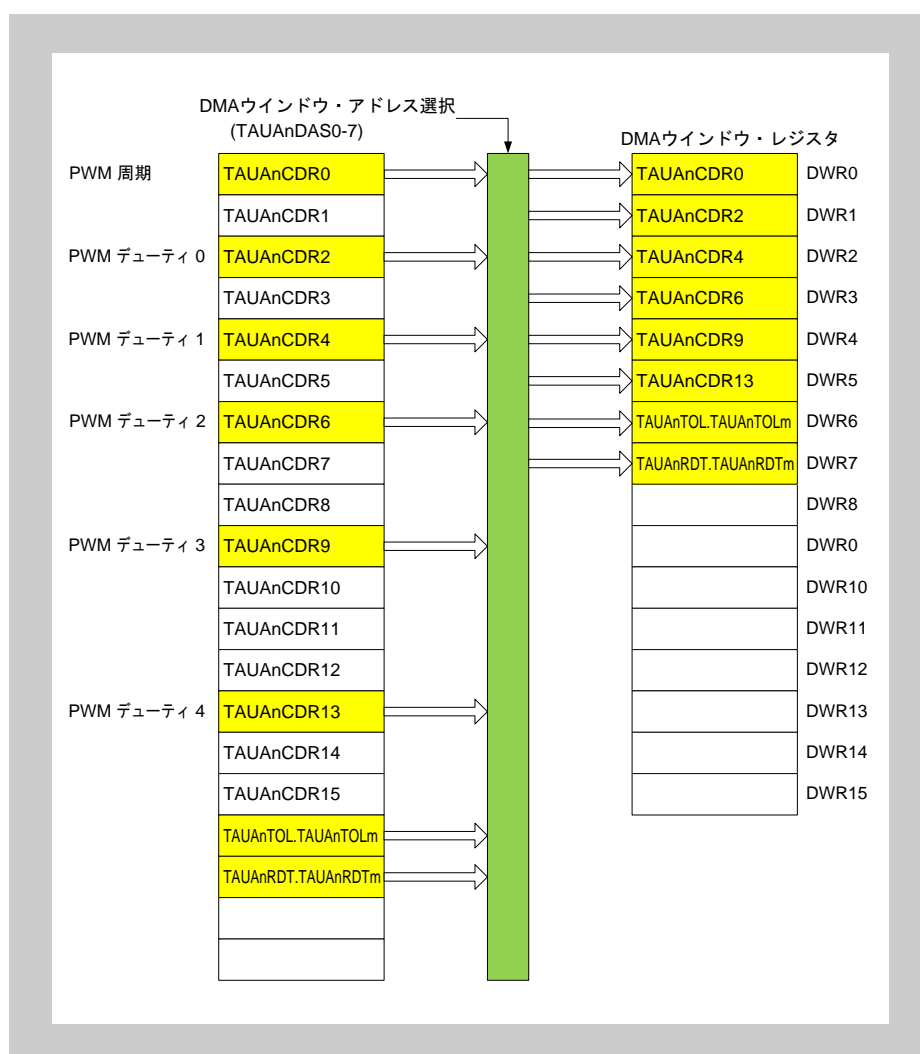 DMAウインドウ・アドレス選択
(TAUAnDAS0-7)
DMAウインドウ・レジスタ
PWM 周期 TAUAnCDR0 TAUAnCDR0 DWR0
TAUAnCDR1 TAUAnCDR2 DWR1
PWM デューティ 0 TAUAnCDR2 TAUAnCDR4 DWR2
TAUAnCDR3 TAUAnCDR6 DWR3
PWM デューティ 1 TAUAnCDR4 TAUAnCDR9 DWR4
TAUAnCDR5 TAUAnCDR13 DWR5
PWM デューティ 2 TAUAnCDR6 TAUAnTOL.TAUAnTOLm DWR6
TAUAnCDR7 TAUAnRDT.TAUAnRDTm DWR7
TAUAnCDR8 DWR8
PWM デューティ 3 TAUAnCDR9 DWR0
TAUAnCDR10 DWR10
TAUAnCDR11 DWR11
TAUAnCDR12 DWR12
PWM デューティ 4 TAUAnCDR13 DWR13
TAUAnCDR14 DWR14
TAUAnCDR15 DWR15
TAUAnTOL.TAUAnTOLm
TAUAnRDT.TAUAnRDTm